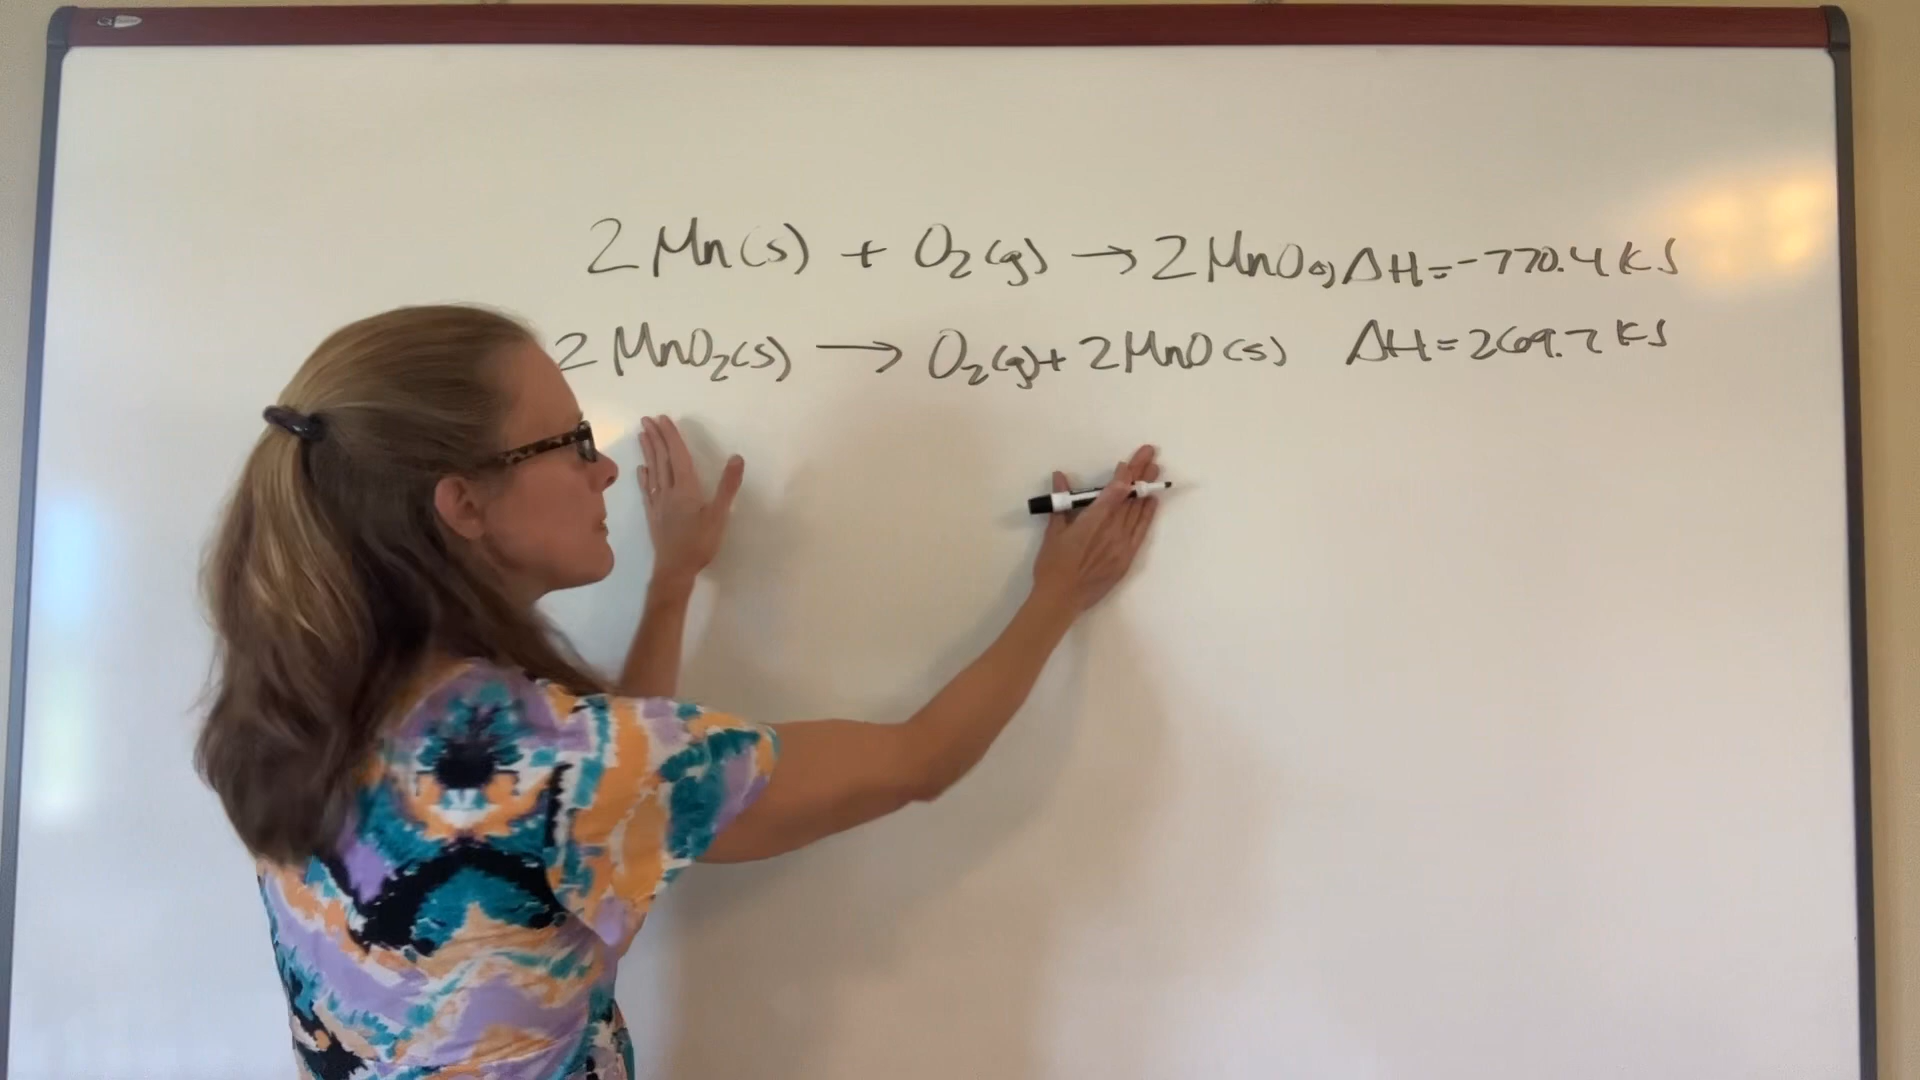 2 Mn(s) + O₂(g) → 2 MnO(s) ΔH = -770.4 kJ
2 MnO₂(s) → O₂(g) + 2 MnO(s) ΔH = 269.7 kJ